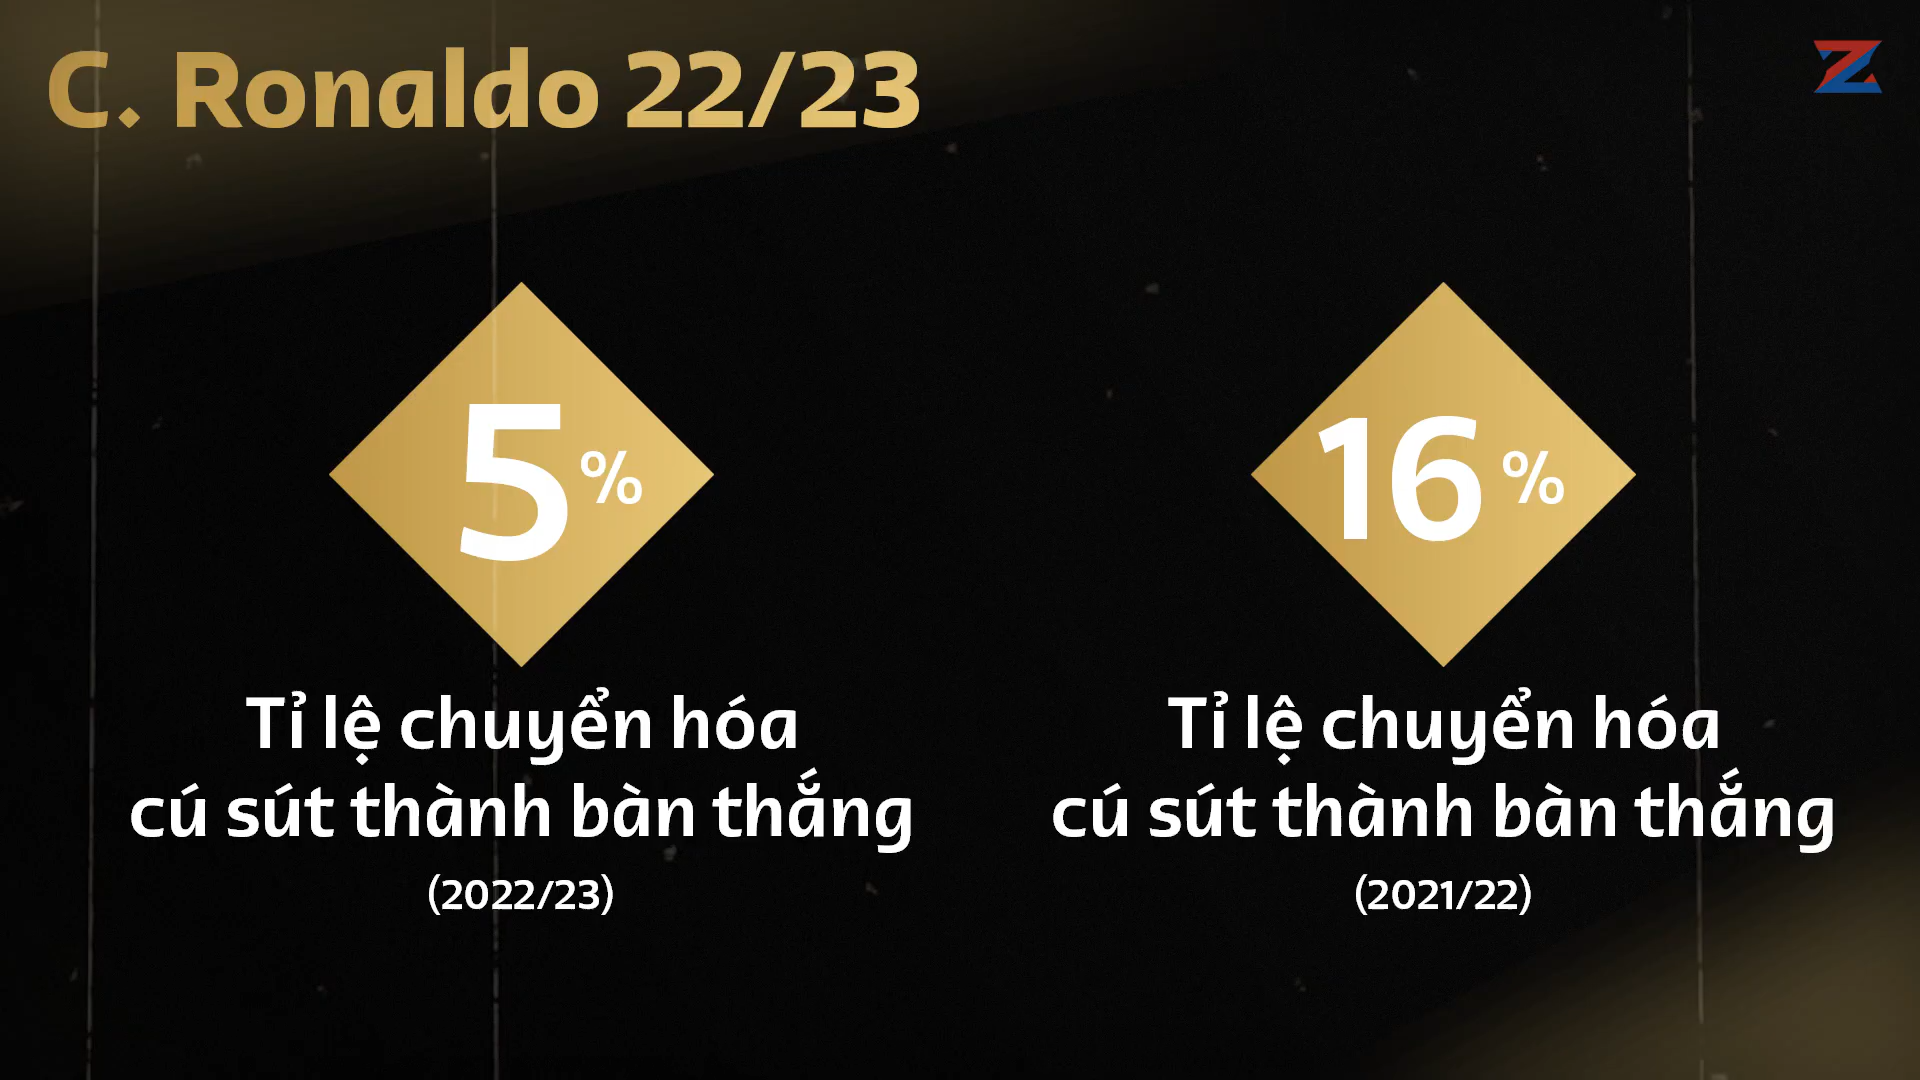 C. Ronaldo 22/23
5%
Tỉ lệ chuyển hóa
cú sút thành bàn thắng
(2022/23)
16%
Tỉ lệ chuyển hóa
cú sút thành bàn thắng
(2021/22)